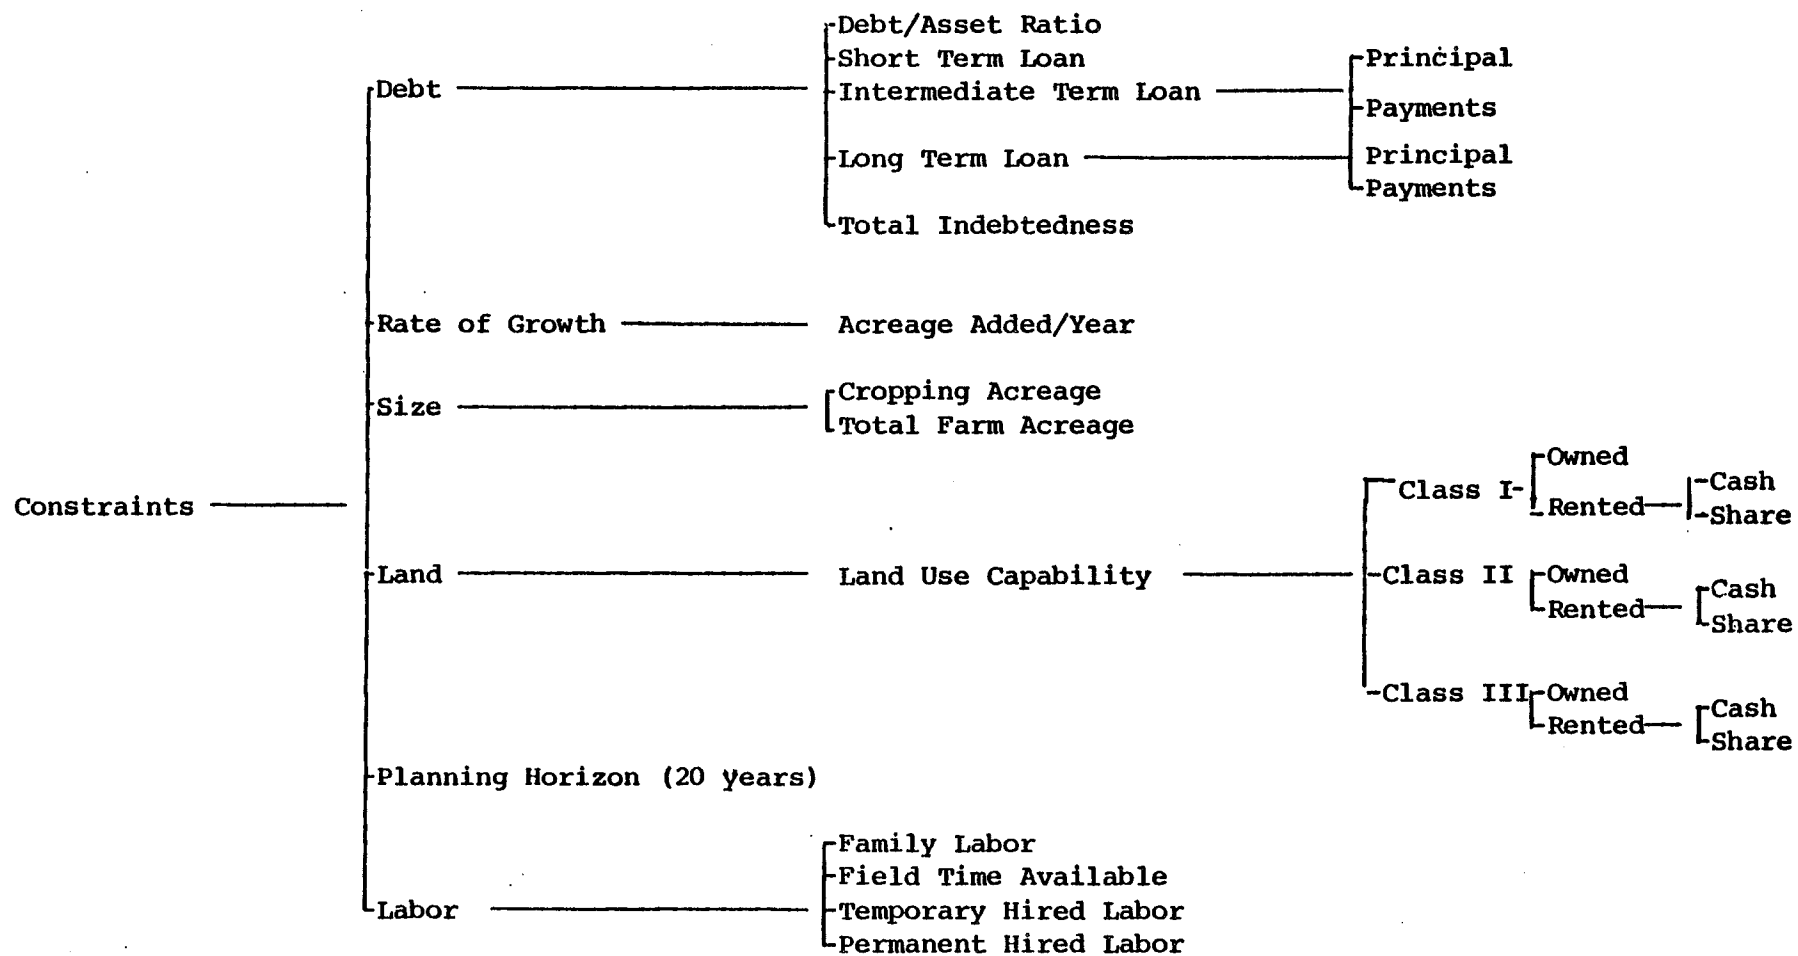 Debt/Asset Ratio
Short Term Loan
Principal
Debt
Intermediate Term Loan
Payments
Long Term Loan
Principal
Payments
Total Indebtedness
Rate of Growth
Acreage Added/Year
Size
Cropping Acreage
Total Farm Acreage
Constraints
Land
Land Use Capability
Class I
Owned
Rented
Cash
Share
Class II
Owned
Rented
Cash
Share
Class III
Owned
Rented
Cash
Share
Planning Horizon (20 years)
Labor
Family Labor
Field Time Available
Temporary Hired Labor
Permanent Hired Labor